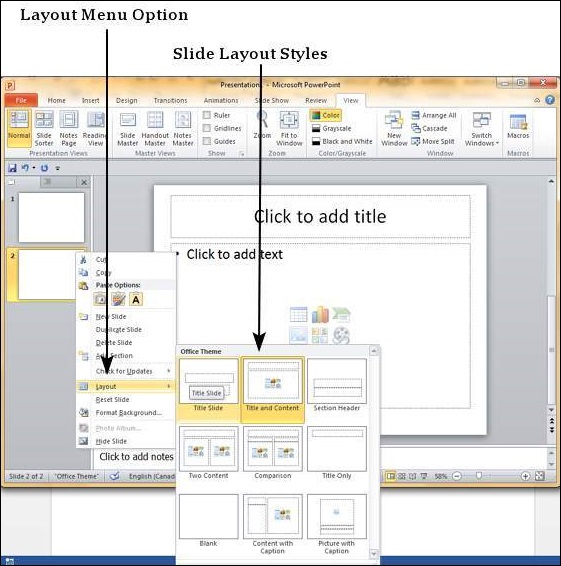 Layout Menu Option
Slide Layout Styles
Presentation1 - Microsoft PowerPoint
File Home Insert Design Transitions Animations Slide Show Review View
Normal Slide Sorter Notes Page Reading View
Presentation Views
Slide Master Handout Master Notes Master
Master Views
Ruler
Gridlines
Guides
Show
Zoom Fit to Window
Zoom
Color
Grayscale
Black and White
Color/Grayscale
New Window
Arrange All
Cascade
More Split
Switch Windows
Window
Macros
Macros
1
2
Click to add title
• Click to add text
Cut
Copy
Paste Options:
A
New Slide
Duplicate Slide
Delete Slide
Add Section
Check for Updates
Layout
Reset Slide
Format Background...
Photo Album...
Hide Slide
Office Theme
Title Slide
Title Slide Title and Content Section Header
Two Content Comparison Title Only
Blank Content with Caption Picture with Caption
Click to add notes
Slide 2 of 2 "Office Theme" English (Canad 58%